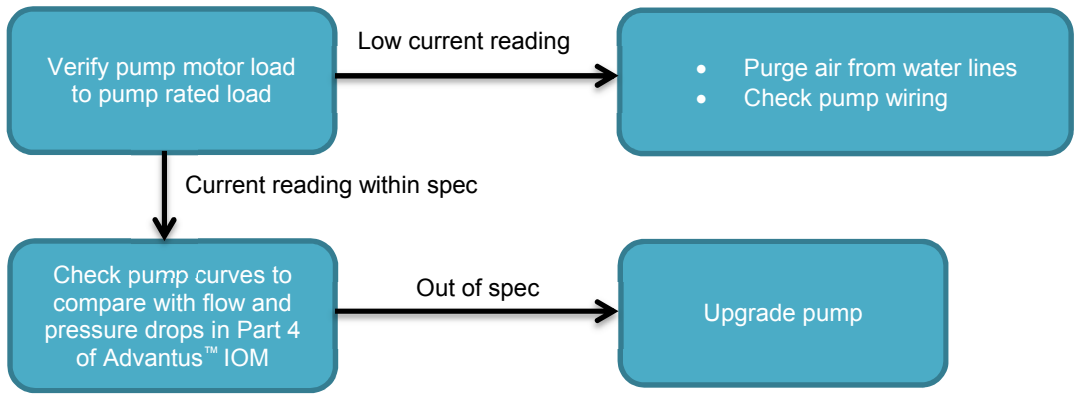 Verify pump motor load
to pump rated load
Low current reading
• Purge air from water lines
• Check pump wiring
Current reading within spec
Check pump curves to
compare with flow and
pressure drops in Part 4
of Advantus™ IOM
Out of spec
Upgrade pump